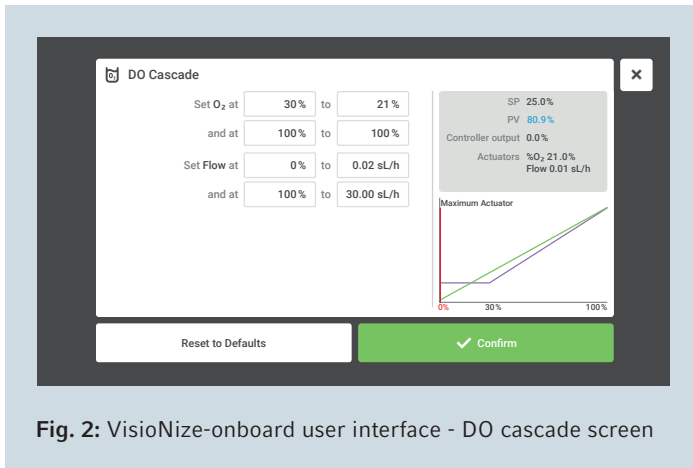 DO Cascade
Set O₂ at 30 % to 21 %
and at 100 % to 100 %
Set Flow at 0 % to 0.02 sL/h
and at 100 % to 30.00 sL/h
SP 25.0%
PV 80.9%
Controller output 0.0%
Actuators %O₂ 21.0%
Flow 0.01 sL/h
Maximum Actuator
0% 30% 100%
Reset to Defaults
Confirm
Fig. 2: VisioNize-onboard user interface - DO cascade screen